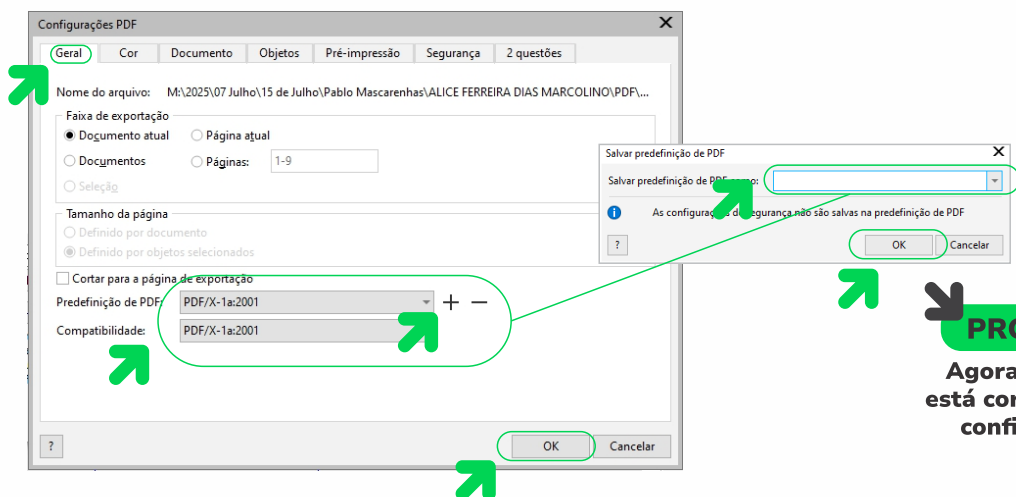 Configurações PDF
Geral Cor Documento Objetos Pré-impressão Segurança 2 questões
Nome do arquivo: M:\2025\07 Julho\15 de Julho\Pablo Mascarenhas\ALICE FERREIRA DIAS MARCOLINO\PDF\...
Faixa de exportação
Documento atual Página atual
Documentos Páginas: 1-9
Seleção
Tamanho da página
Definido por documento
Definido por objetos selecionados
Cortar para a página de exportação
Predefinição de PDF: PDF/X-1a:2001
Compatibilidade: PDF/X-1a:2001
? OK Cancelar
Salvar predefinição de PDF
Salvar predefinição de PDF como:
As configurações de segurança não são salvas na predefinição de PDF
? OK Cancelar
PRO
Agora
está cor
confi